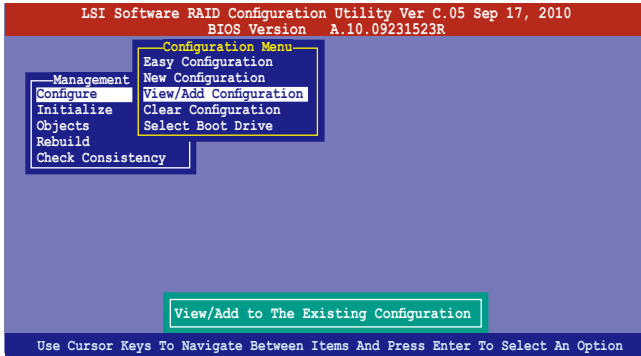 LSI Software RAID Configuration Utility Ver C.05 Sep 17, 2010
BIOS Version A.10.09231523R
Configuration Menu
Easy Configuration
New Configuration
View/Add Configuration
Clear Configuration
Select Boot Drive
Management
Configure
Initialize
Objects
Rebuild
Check Consistency
View/Add to The Existing Configuration
Use Cursor Keys To Navigate Between Items And Press Enter To Select An Option